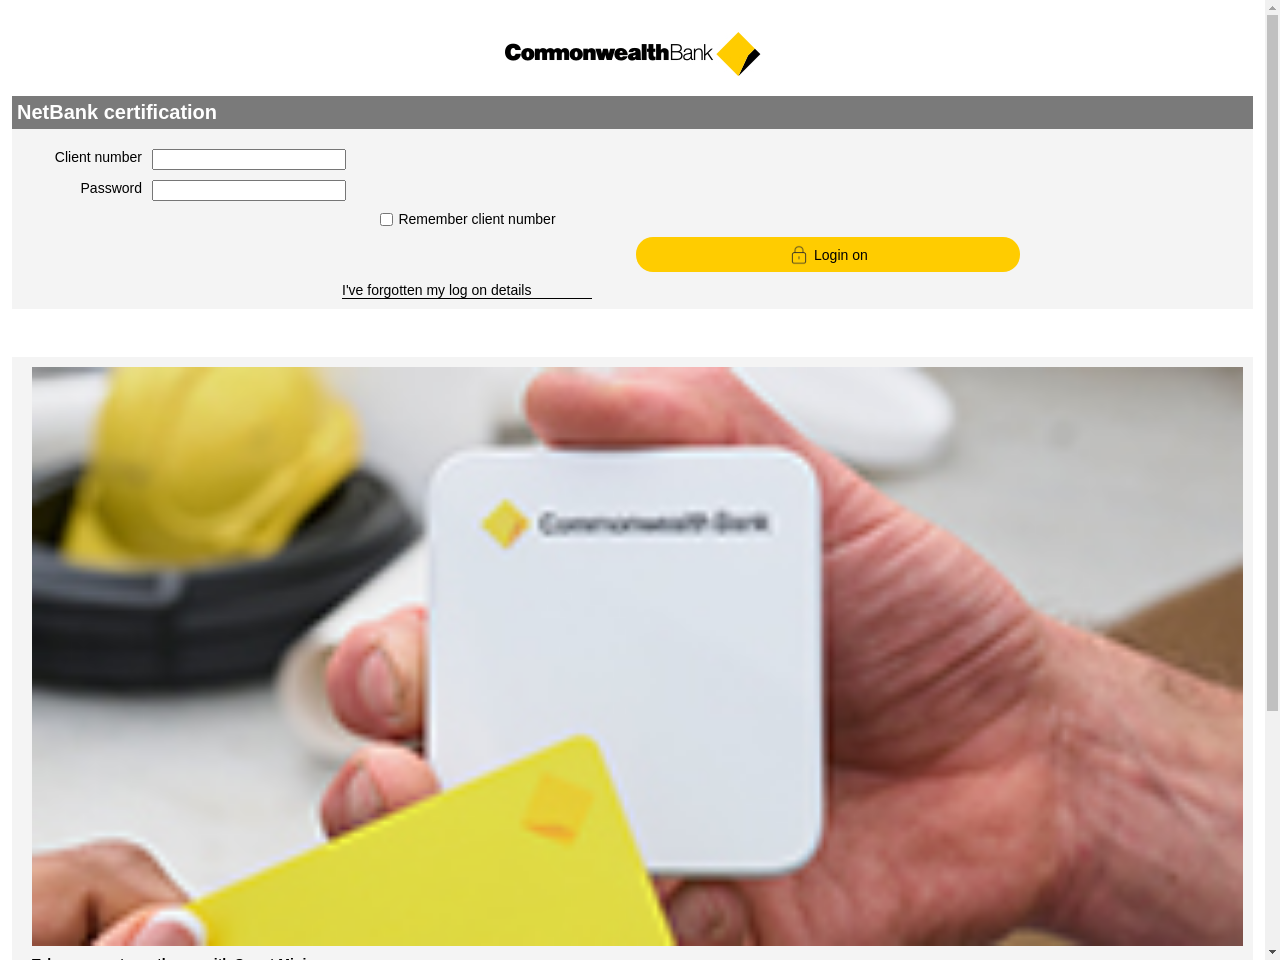 CommonwealthBank
NetBank certification
Client number
Password
Remember client number
Login on
I've forgotten my log on details
Commonwealth Bank